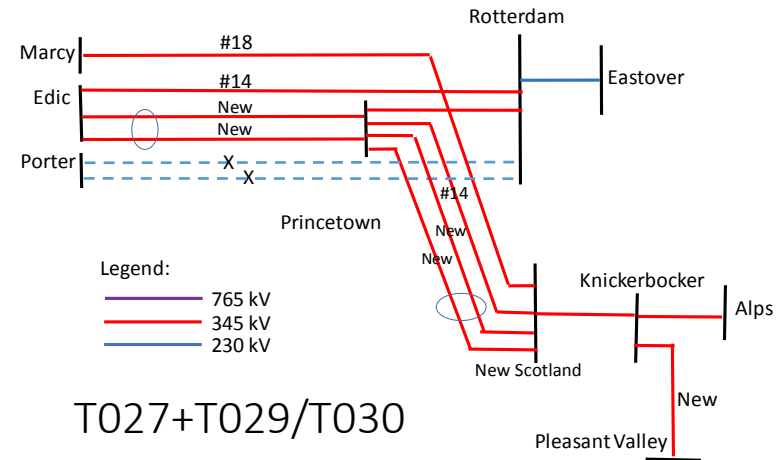 Rotterdam
#18
Marcy
Eastover
#14
Edic
New
New
Porter
X
X
#14
Princetown
New
New
Legend:
Knickerbocker
765 kV
345 kV
Alps
230 kV
New Scotland
New
T027+T029/T030
Pleasant Valley